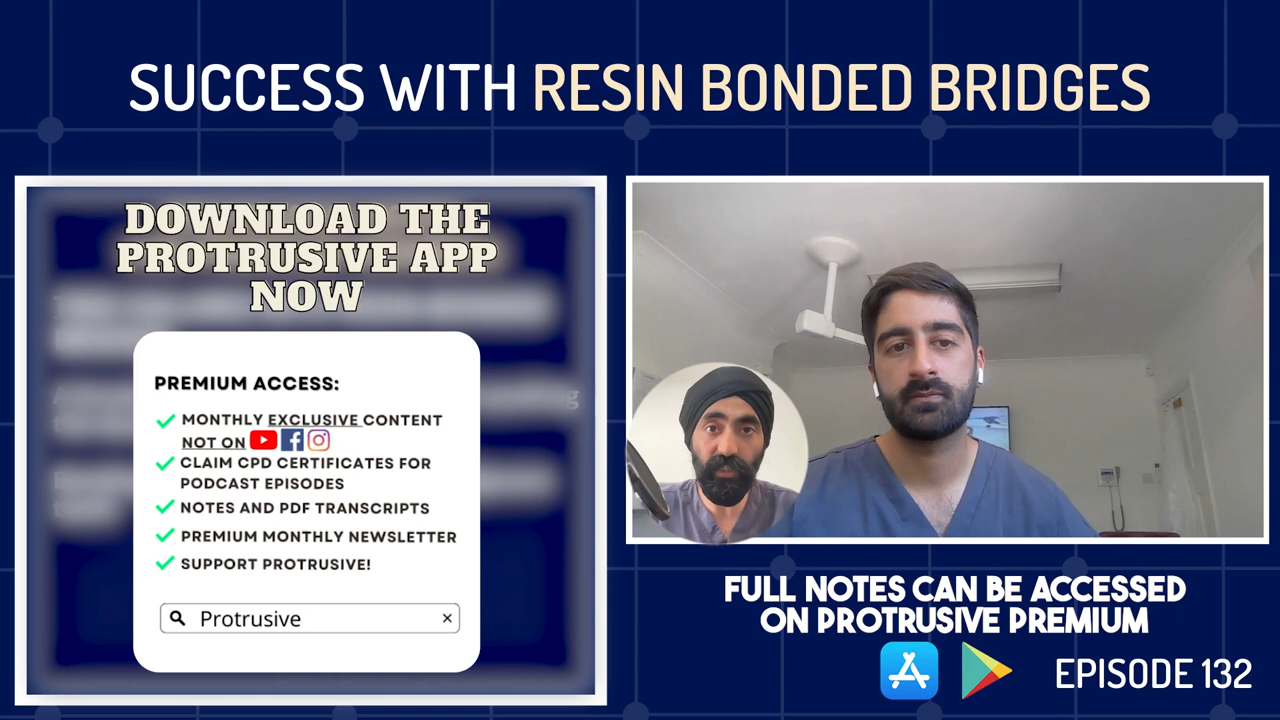 SUCCESS WITH RESIN BONDED BRIDGES
DOWNLOAD THE
PROTRUSIVE APP
NOW
PREMIUM ACCESS:
MONTHLY EXCLUSIVE CONTENT
NOT ON
CLAIM CPD CERTIFICATES FOR
PODCAST EPISODES
NOTES AND PDF TRANSCRIPTS
PREMIUM MONTHLY NEWSLETTER
SUPPORT PROTRUSIVE!
Protrusive ×
FULL NOTES CAN BE ACCESSED
ON PROTRUSIVE PREMIUM
EPISODE 132